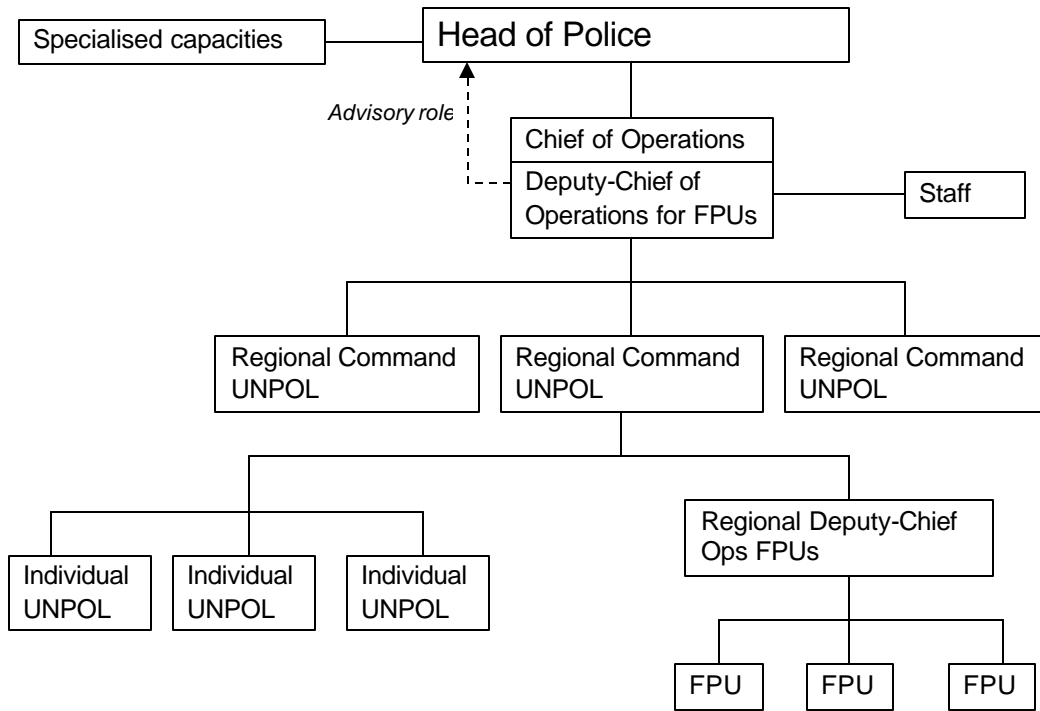 Specialised capacities
Head of Police
Advisory role
Chief of Operations
Deputy-Chief of
Operations for FPUs
Staff
Regional Command
UNPOL
Regional Command
UNPOL
Regional Command
UNPOL
Regional Deputy-Chief
Ops FPUs
Individual
UNPOL
Individual
UNPOL
Individual
UNPOL
FPU
FPU
FPU